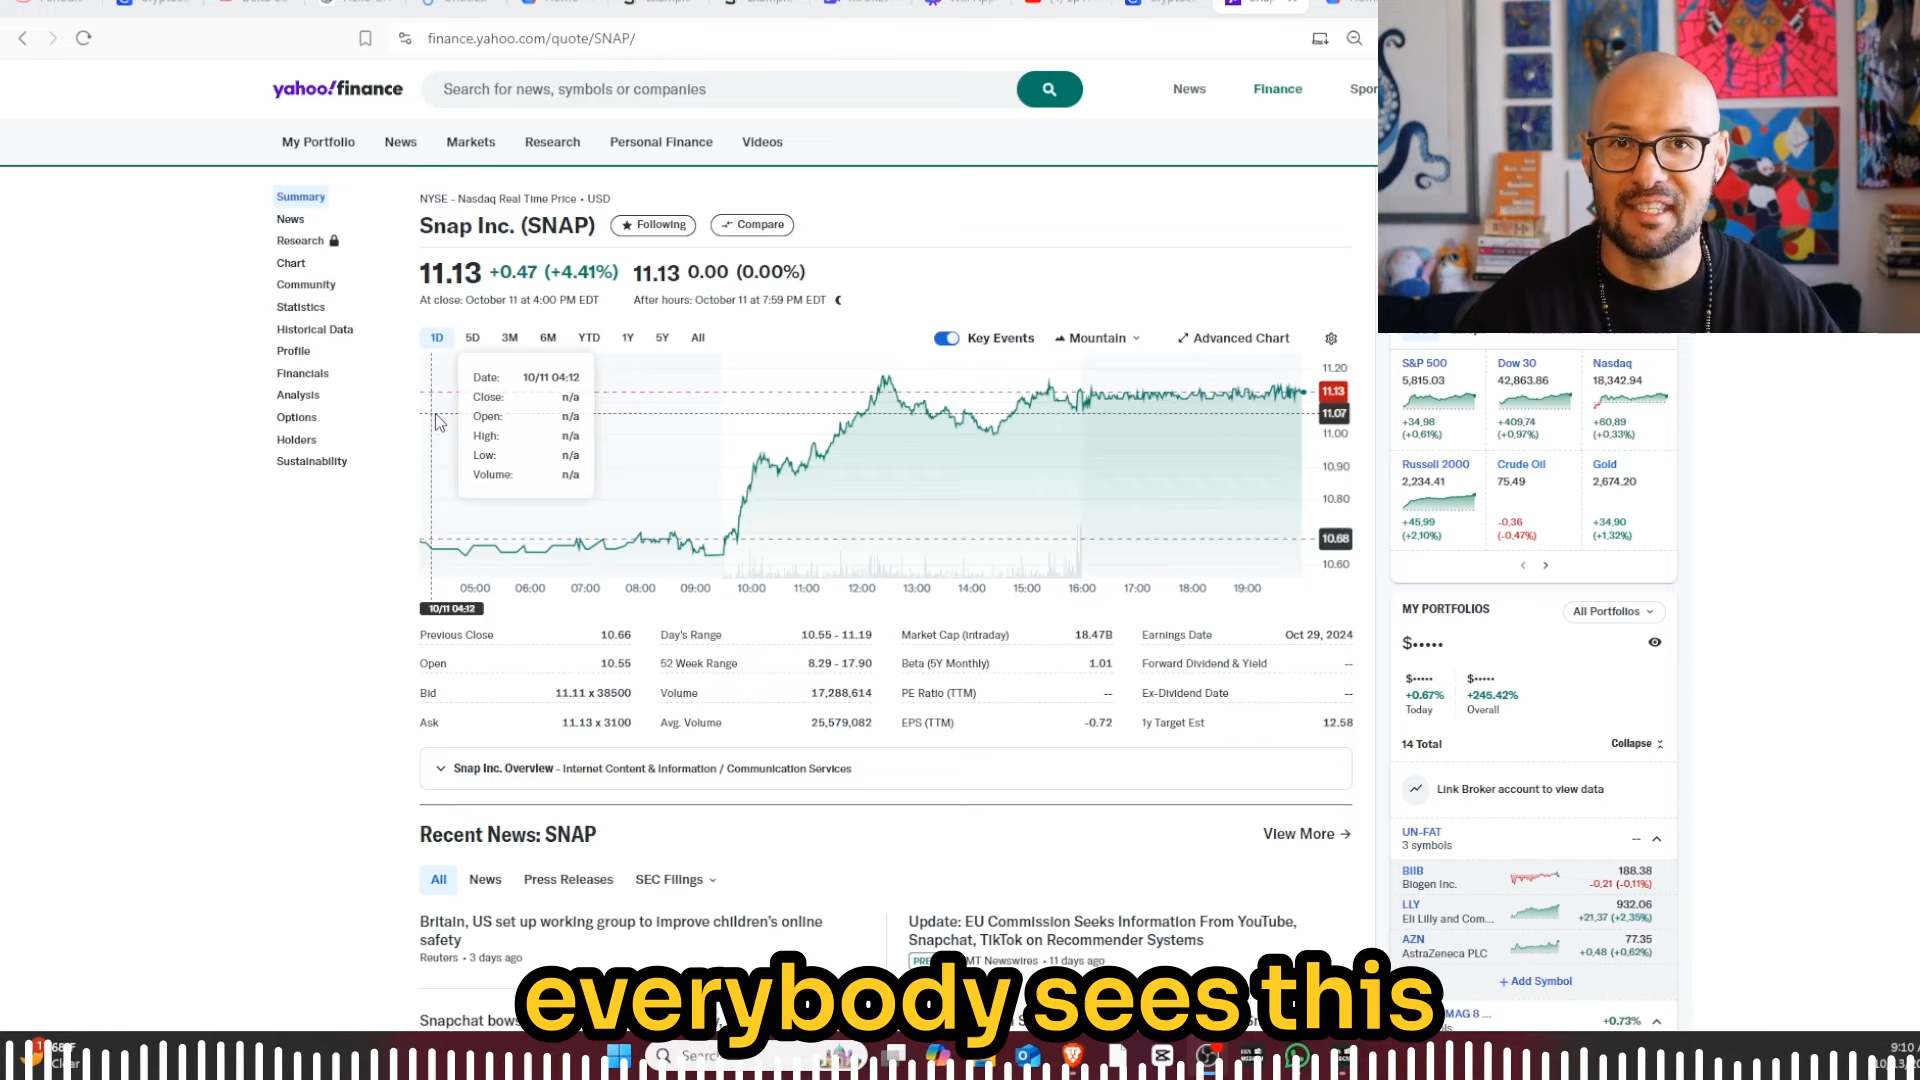 finance.yahoo.com/quote/SNAP/
yahoo!finance
Search for news, symbols or companies
News
Finance
Spor
My Portfolio
News
Markets
Research
Personal Finance
Videos
Summary
News
Research
Chart
Community
Statistics
Historical Data
Profile
Financials
Analysis
Options
Holders
Sustainability
NYSE - Nasdaq Real Time Price • USD
Snap Inc. (SNAP)
Following
Compare
11.13 +0.47 (+4.41%)
11.13 0.00 (0.00%)
At close: October 11 at 4:00 PM EDT
After hours: October 11 at 7:59 PM EDT
1D 5D 3M 6M YTD 1Y 5Y All
Key Events
Mountain
Advanced Chart
Date: 10/11 04:12
Close: n/a
Open: n/a
High: n/a
Low: n/a
Volume: n/a
11.20
11.13
11.07
11.00
10.90
10.80
10.68
10.60
05:00 06:00 07:00 08:00 09:00 10:00 11:00 12:00 13:00 14:00 15:00 16:00 17:00 18:00 19:00
10/11 04:12
Previous Close 10.66
Open 10.55
Bid 11.11 x 38500
Ask 11.13 x 3100
Day's Range 10.55 - 11.19
52 Week Range 8.29 - 17.90
Volume 17,288,614
Avg. Volume 25,579,082
Market Cap (intraday) 18.47B
Beta (5Y Monthly) 1.01
PE Ratio (TTM) --
EPS (TTM) -0.72
Earnings Date Oct 29, 2024
Forward Dividend & Yield --
Ex-Dividend Date --
1y Target Est 12.58
Snap Inc. Overview - Internet Content & Information / Communication Services
Recent News: SNAP
View More
All
News
Press Releases
SEC Filings
Britain, US set up working group to improve children's online
safety
Reuters • 3 days ago
Update: EU Commission Seeks Information From YouTube,
Snapchat, TikTok on Recommender Systems
MT Newswires • 11 days ago
Snapchat bows
everybody sees this
S&P 500
5,815.03
+34,98
(+0,61%)
Dow 30
42,863.86
+409,74
(+0,97%)
Nasdaq
18,342.94
+60,89
(+0,33%)
Russell 2000
2,234.41
+45,99
(+2,10%)
Crude Oil
75.49
-0,36
(-0,47%)
Gold
2,674.20
+34,90
(+1,32%)
MY PORTFOLIOS
All Portfolios
$•••••
$•••••
+0.67%
Today
$•••••
+245.42%
Overall
14 Total
Collapse
Link Broker account to view data
UN-FAT
3 symbols
--
BIIB 188.38
Biogen Inc. -0,21 (-0,11%)
LLY 932.06
Eli Lilly and Com... +21,37 (+2,35%)
AZN 77.35
AstraZeneca PLC +0,48 (+0,62%)
+ Add Symbol
MAG 8 ...
+0.73%
68°F
Clear
9:10